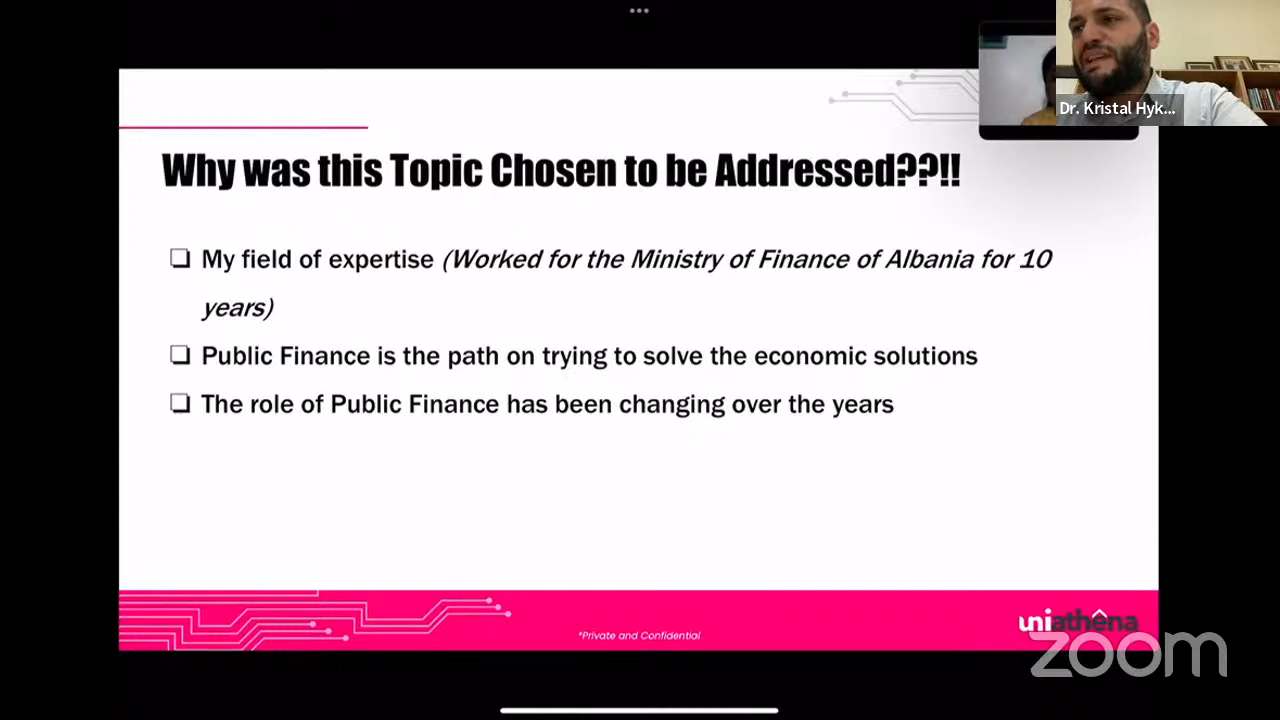 Dr. Kristal Hyk...
Why was this Topic Chosen to be Addressed??!!
❑ My field of expertise (Worked for the Ministry of Finance of Albania for 10
years)
❑ Public Finance is the path on trying to solve the economic solutions
❑ The role of Public Finance has been changing over the years
*Private and Confidential
uniathena
zoom